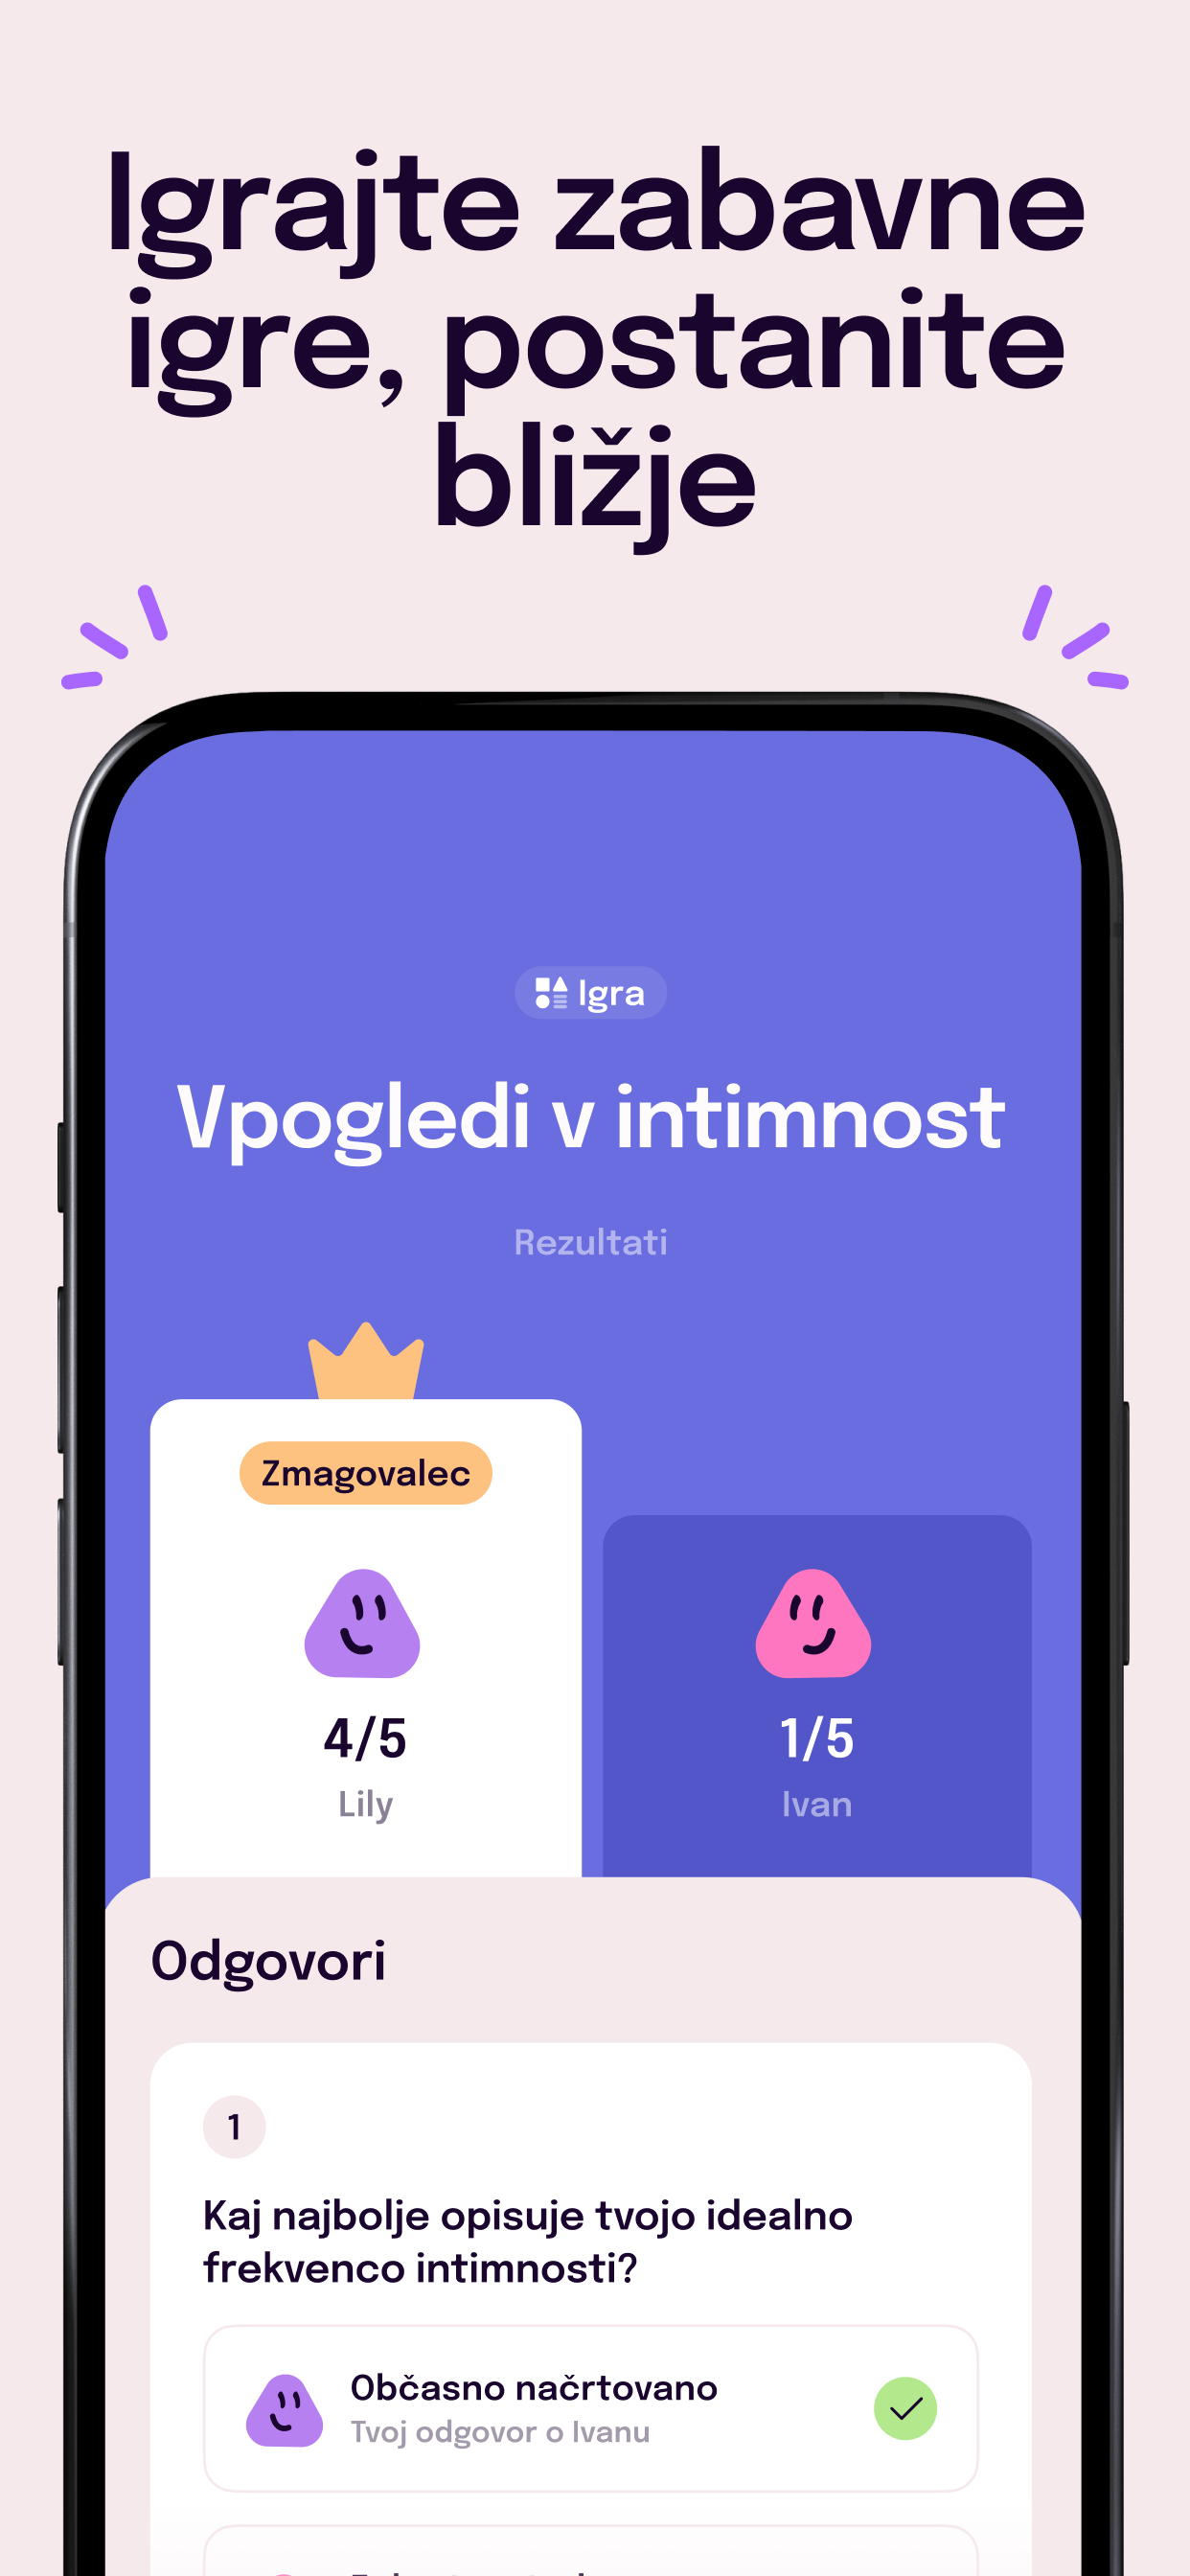 Igrajte zabavne
igre, postanite
bližje
Igra
Vpogledi v intimnost
Rezultati
Zmagovalec
4/5
Lily
1/5
Ivan
Odgovori
1
Kaj najbolje opisuje tvojo idealno
frekvenco intimnosti?
Občasno načrtovano
Tvoj odgovor o Ivanu